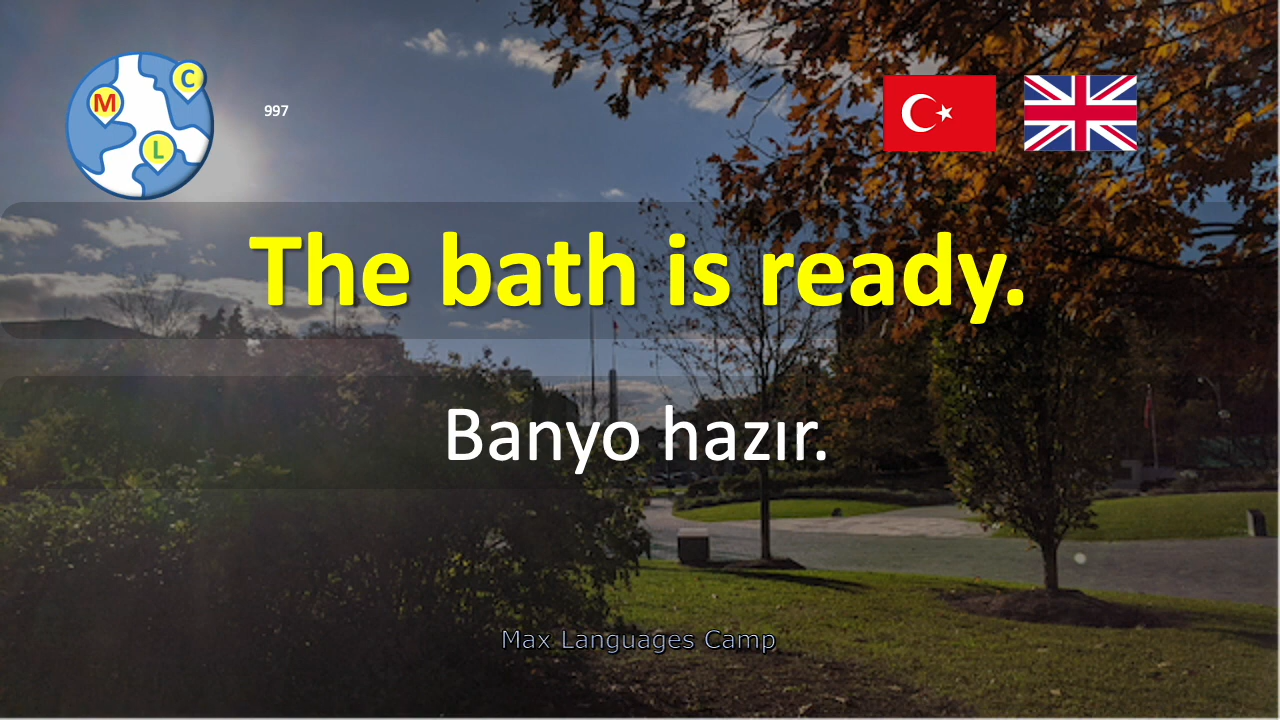 C
M
L
997
The bath is ready.
Banyo hazır.
Max Languages Camp